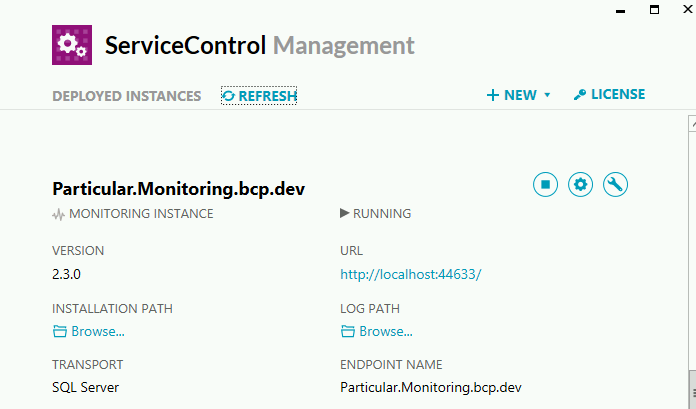 ServiceControl Management
DEPLOYED INSTANCES REFRESH NEW LICENSE
Particular.Monitoring.bcp.dev
MONITORING INSTANCE RUNNING
VERSION URL
2.3.0 http://localhost:44633/
INSTALLATION PATH LOG PATH
Browse... Browse...
TRANSPORT ENDPOINT NAME
SQL Server Particular.Monitoring.bcp.dev